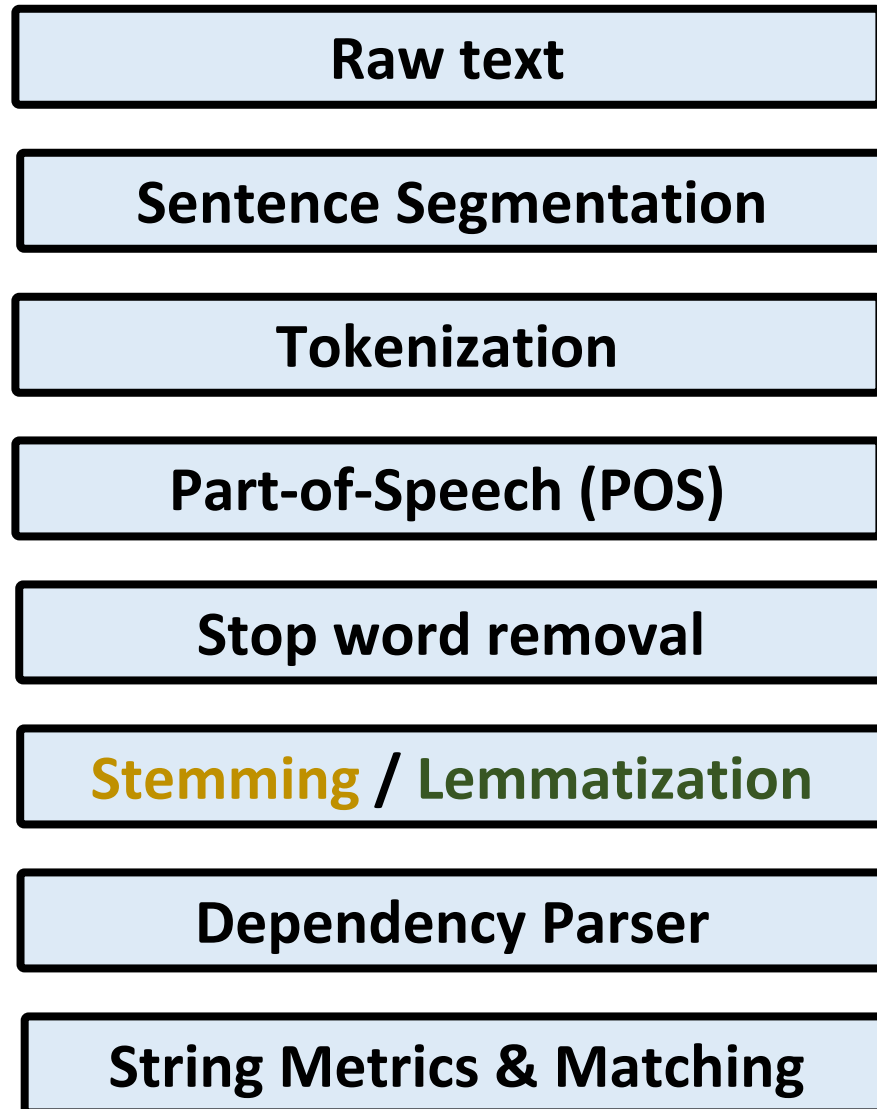 Raw text
Sentence Segmentation
Tokenization
Part-of-Speech (POS)
Stop word removal
Stemming / Lemmatization
Dependency Parser
String Metrics & Matching